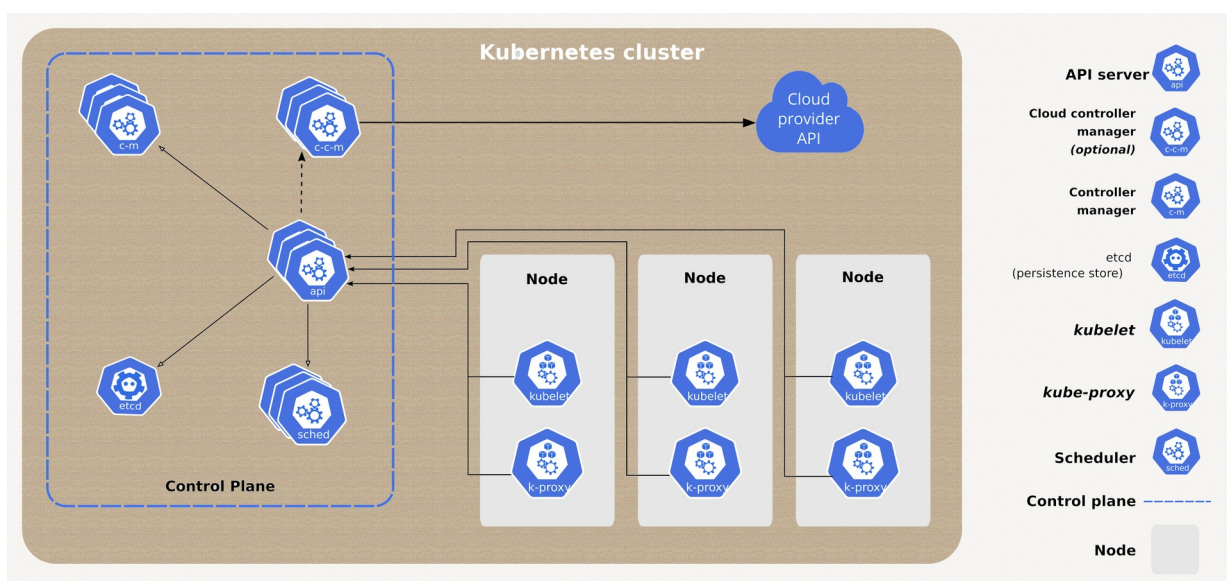 Kubernetes cluster
c-m
c-c-m
Cloud
provider
API
api
etcd
sched
Control Plane
Node
kubelet
k-proxy
Node
kubelet
k-proxy
Node
kubelet
k-proxy
API server
api
Cloud controller
manager
(optional)
c-c-m
Controller
manager
c-m
etcd
(persistence store)
etcd
kubelet
kubelet
kube-proxy
k-proxy
Scheduler
sched
Control plane
Node